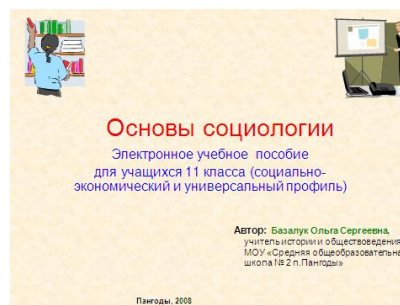 Основы социологии
Электронное учебное пособие
для учащихся 11 класса (социально-
экономический и универсальный профиль)
Автор: Базалук Ольга Сергеевна,
учитель истории и обществоведения
МОУ «Средняя общеобразовательна
школа № 2 п.Пангоды»
Пангоды, 2008